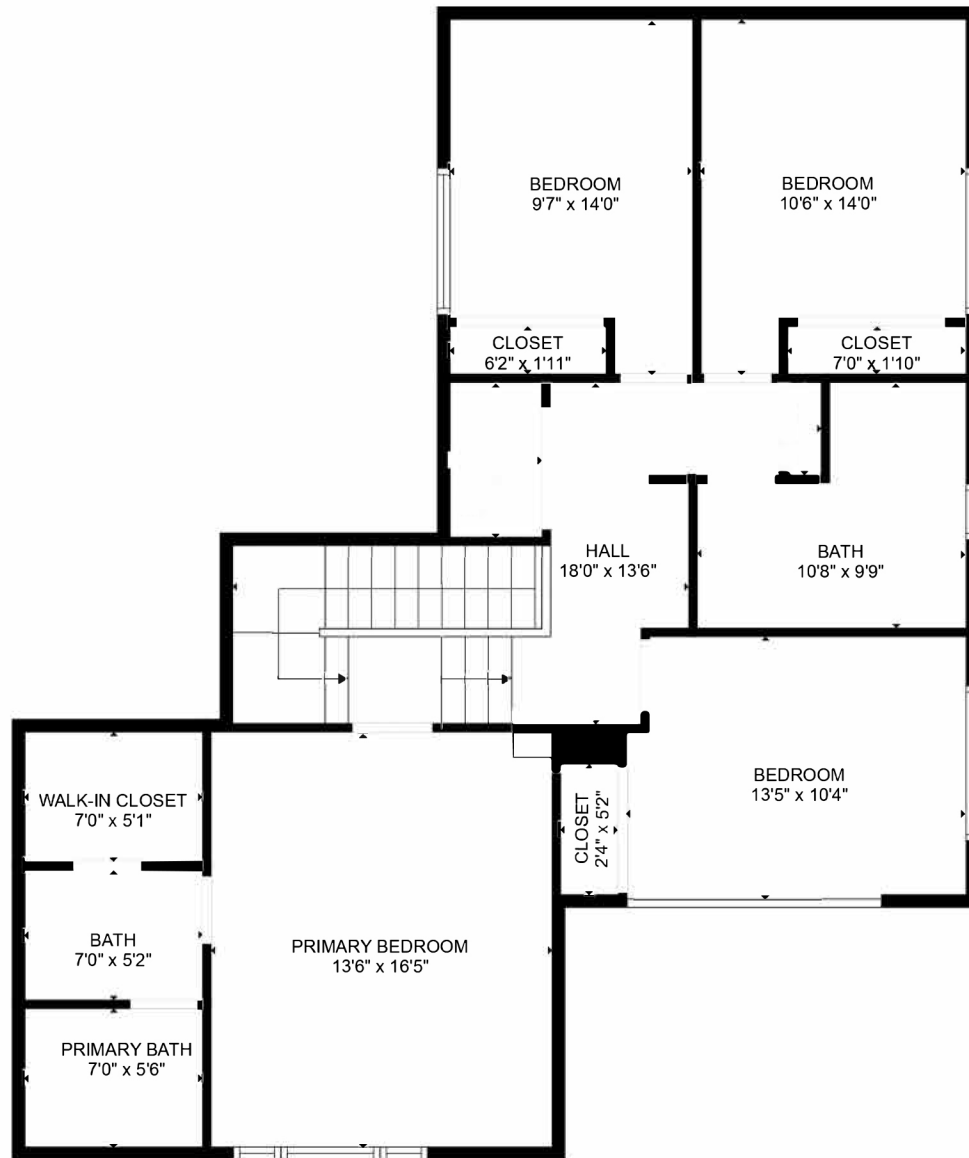 BEDROOM
9'7" x 14'0"
BEDROOM
10'6" x 14'0"
CLOSET
6'2" x 1'11"
CLOSET
7'0" x 1'10"
HALL
18'0" x 13'6"
BATH
10'8" x 9'9"
BEDROOM
13'5" x 10'4"
CLOSET
2'4" x 5'2"
WALK-IN CLOSET
7'0" x 5'1"
BATH
7'0" x 5'2"
PRIMARY BEDROOM
13'6" x 16'5"
PRIMARY BATH
7'0" x 5'6"